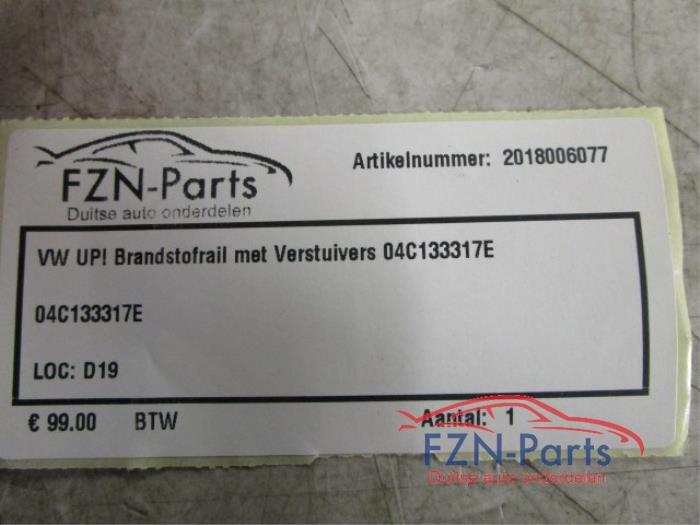 FZN-Parts
Duitse auto onderdelen
Artikelnummer: 2018006077
VW UP! Brandstofrail met Verstuivers 04C133317E
04C133317E
LOC: D19
€ 99.00 BTW Aantal: 1
FZN-Parts
Duitse auto onderdelen